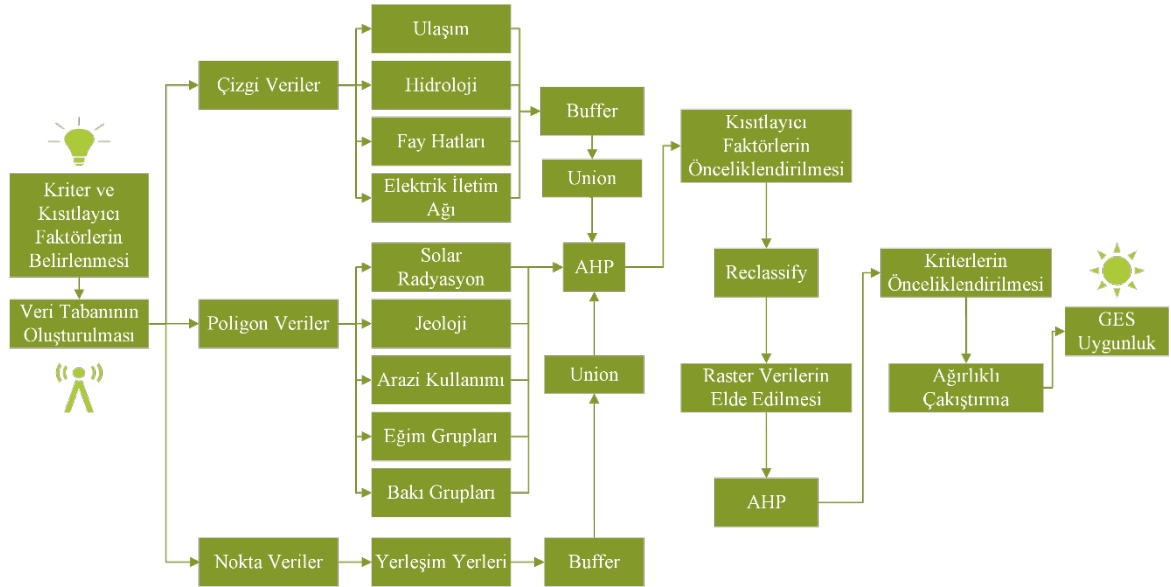 Kriter ve
Kısıtlayıcı
Faktörlerin
Belirlenmesi
Veri Tabanının
Oluşturulması
Çizgi Veriler
Poligon Veriler
Nokta Veriler
Ulaşım
Hidroloji
Fay Hatları
Elektrik İletim
Ağı
Solar
Radyasyon
Jeoloji
Arazi Kullanımı
Eğim Grupları
Bakı Grupları
Yerleşim Yerleri
Buffer
Union
AHP
Union
Buffer
Kısıtlayıcı
Faktörlerin
Önceliklendirilmesi
Reclassify
Raster Verilerin
Elde Edilmesi
AHP
Kriterlerin
Önceliklendirilmesi
Ağırlıklı
Çakıştırma
GES
Uygunluk